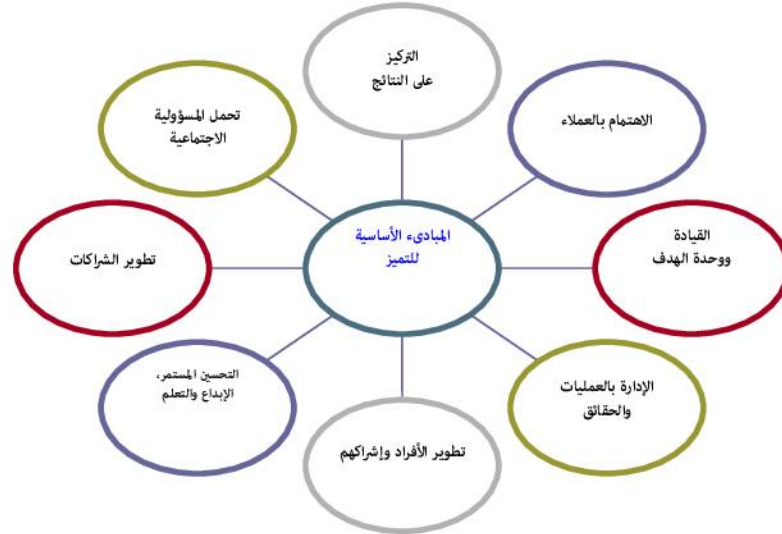 التركيز
على النتائج
الاهتمام بالعملاء
القيادة
ووحدة الهدف
الإدارة بالعمليات
والحقائق
تطوير الأفراد وإشراكهم
التحسين المستمر،
الإبداع والتعلم
تطوير الشراكات
تحمل المسؤولية
الاجتماعية
المبادىء الأساسية
للتميز